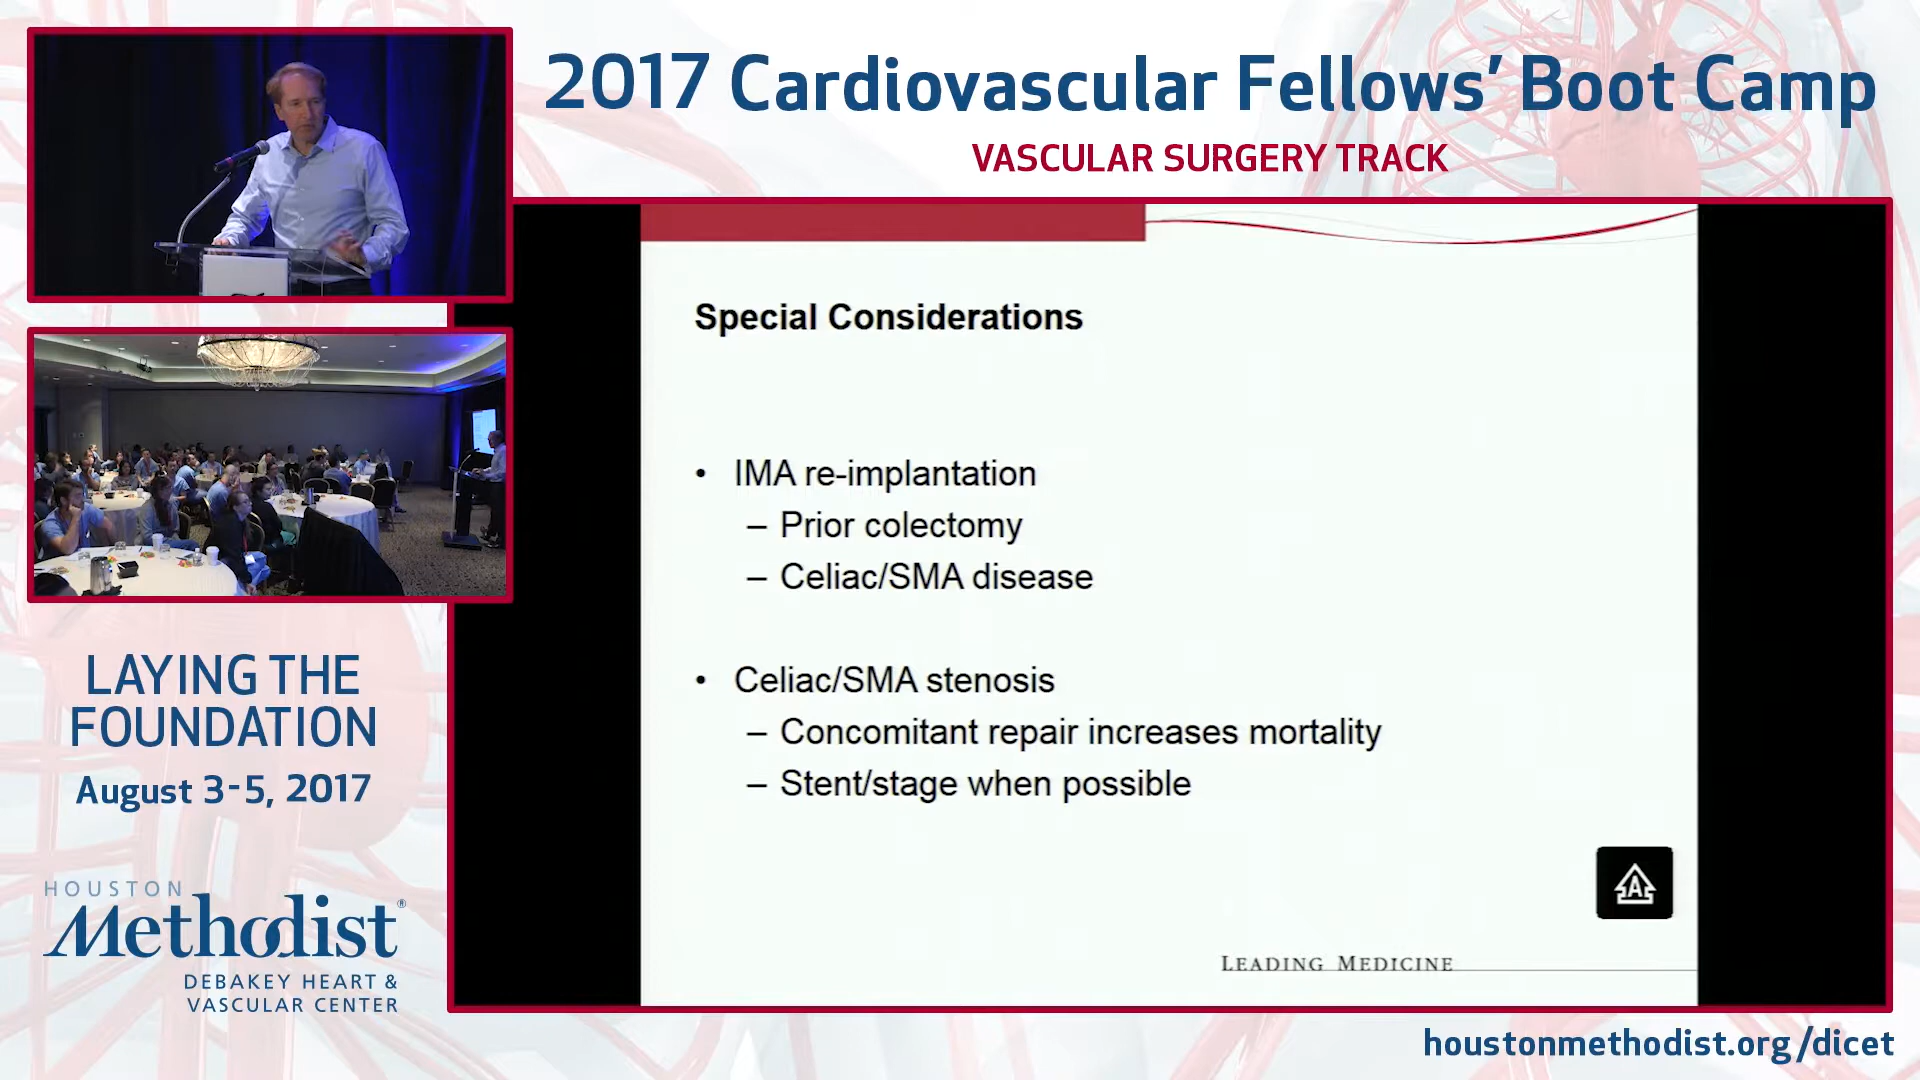 2017 Cardiovascular Fellows’ Boot Camp
VASCULAR SURGERY TRACK
Special Considerations
• IMA re-implantation
– Prior colectomy
– Celiac/SMA disease
• Celiac/SMA stenosis
– Concomitant repair increases mortality
– Stent/stage when possible
A
LEADING MEDICINE
LAYING THE
FOUNDATION
August 3-5, 2017
HOUSTON
Methodist®
DEBAKEY HEART &
VASCULAR CENTER
houstonmethodist.org/dicet